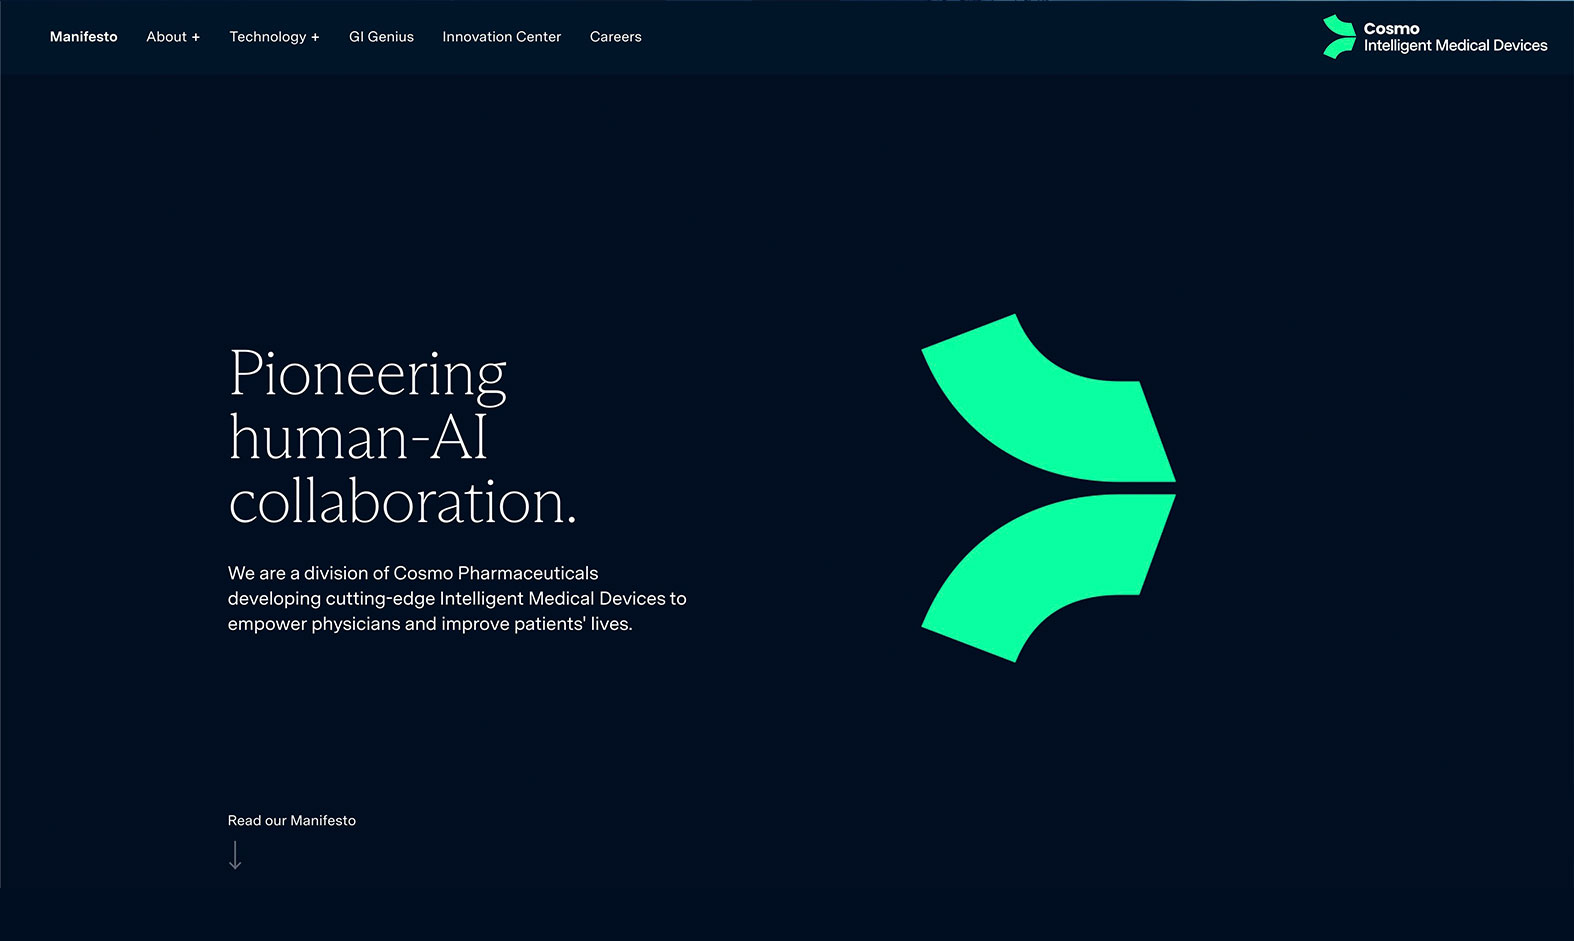 Manifesto About + Technology + GI Genius Innovation Center Careers
Cosmo
Intelligent Medical Devices
Pioneering
human-AI
collaboration.
We are a division of Cosmo Pharmaceuticals
developing cutting-edge Intelligent Medical Devices to
empower physicians and improve patients' lives.
Read our Manifesto